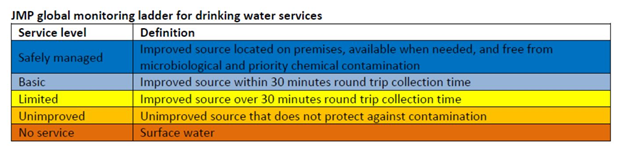 JMP global monitoring ladder for drinking water services
Service level Definition
Safely managed Improved source located on premises, available when needed, and free from
microbiological and priority chemical contamination
Basic Improved source within 30 minutes round trip collection time
Limited Improved source over 30 minutes round trip collection time
Unimproved Unimproved source that does not protect against contamination
No service Surface water